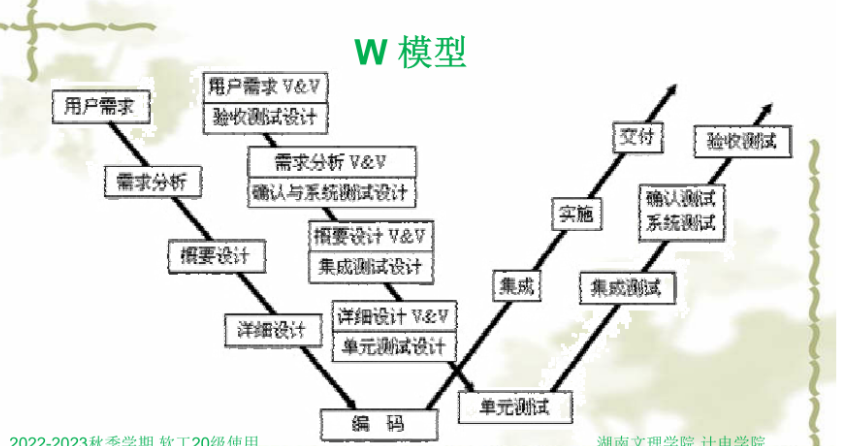 W 模型
用户需求
用户需求 V&V
验收测试设计
需求分析
需求分析 V&V
确认与系统测试设计
概要设计
概要设计 V&V
集成测试设计
详细设计
详细设计 V&V
单元测试设计
编 码
单元测试
集成
集成测试
实施
确认测试
系统测试
交付
验收测试
2022-2023秋季学期 软工20级使用
湖南文理学院 计电学院